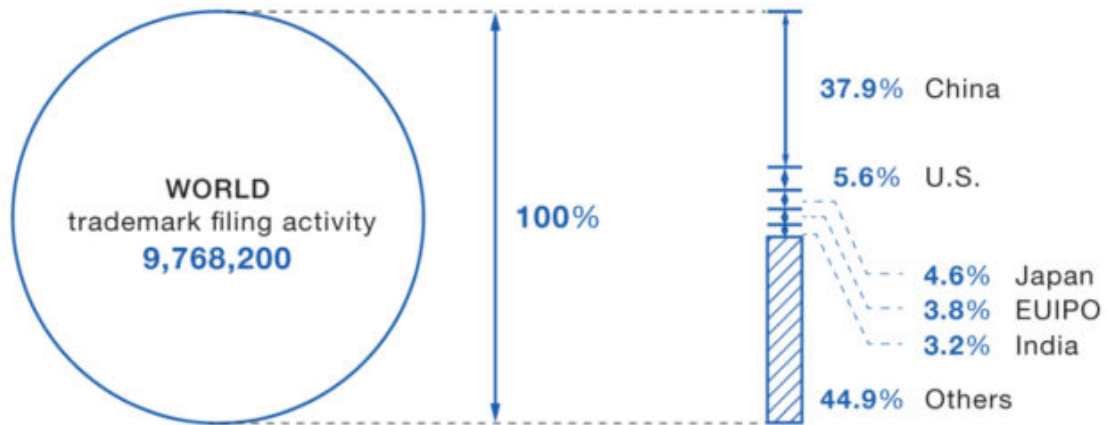 WORLD
trademark filing activity
9,768,200
100%
37.9% China
5.6% U.S.
4.6% Japan
3.8% EUIPO
3.2% India
44.9% Others